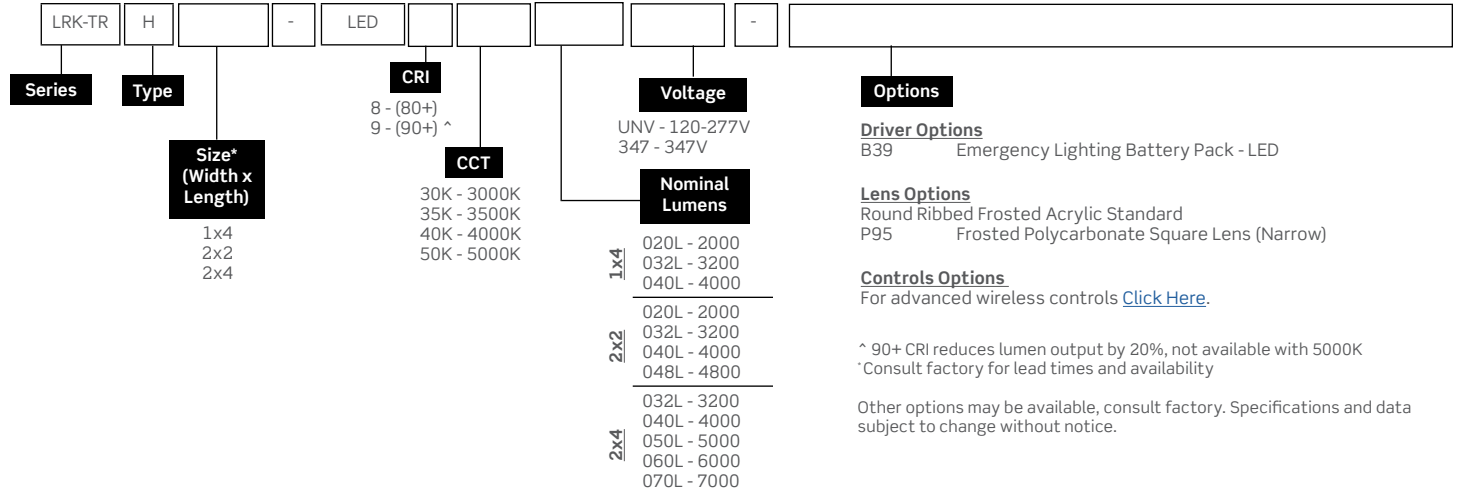 LRK-TR H - LED -
Series
Type
Size*
(Width x
Length)
1x4
2x2
2x4
CRI
8 - (80+)
9 - (90+) ^
CCT
30K - 3000K
35K - 3500K
40K - 4000K
50K - 5000K
Voltage
UNV - 120-277V
347 - 347V
Nominal
Lumens
1x4
020L - 2000
032L - 3200
040L - 4000
2x2
020L - 2000
032L - 3200
040L - 4000
048L - 4800
2x4
032L - 3200
040L - 4000
050L - 5000
060L - 6000
070L - 7000
Options
Driver Options
B39 Emergency Lighting Battery Pack - LED
Lens Options
Round Ribbed Frosted Acrylic Standard
P95 Frosted Polycarbonate Square Lens (Narrow)
Controls Options
For advanced wireless controls Click Here.
^ 90+ CRI reduces lumen output by 20%, not available with 5000K
*Consult factory for lead times and availability
Other options may be available, consult factory. Specifications and data
subject to change without notice.